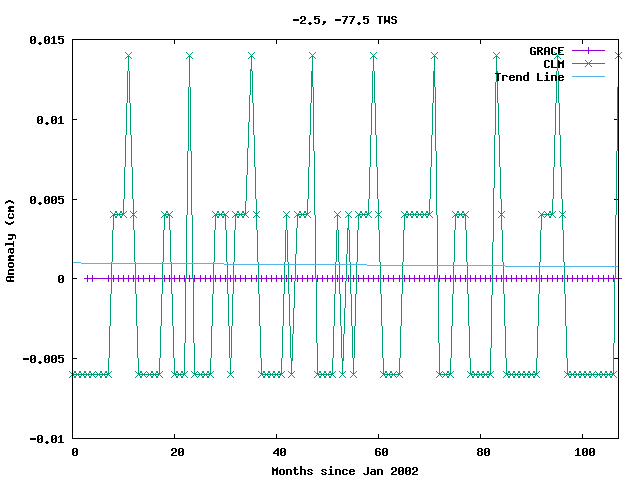 -2.5, -77.5 TWS
GRACE
CLM
Trend Line
0.015
0.01
0.005
0
-0.005
-0.01
Anomaly (cm)
0 20 40 60 80 100
Months since Jan 2002